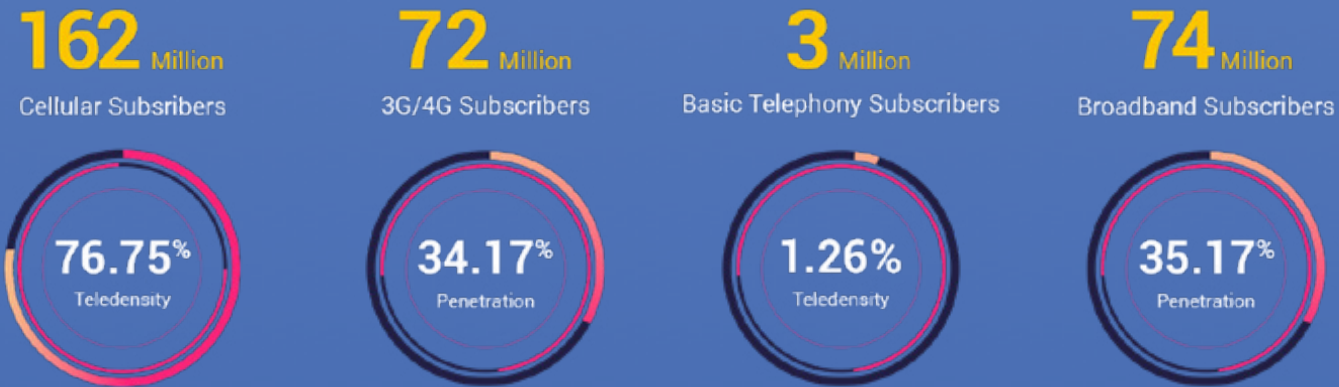 162 Million
Cellular Subsribers
76.75%
Teledensity
72 Million
3G/4G Subscribers
34.17%
Penetration
3 Million
Basic Telephony Subscribers
1.26%
Teledensity
74 Million
Broadband Subscribers
35.17%
Penetration